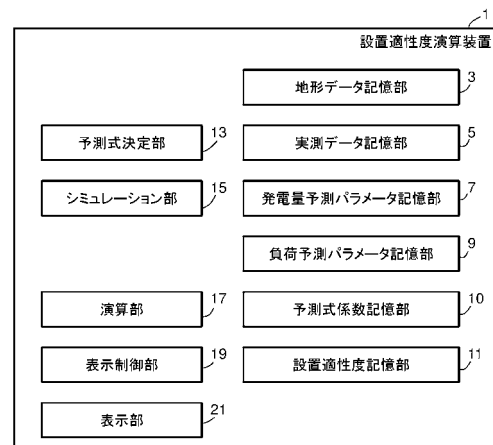 1
設置適性度演算装置
地形データ記憶部
3
予測式決定部
13
実測データ記憶部
5
シミュレーション部
15
発電量予測パラメータ記憶部
7
負荷予測パラメータ記憶部
9
演算部
17
予測式係数記憶部
10
表示制御部
19
設置適性度記憶部
11
表示部
21